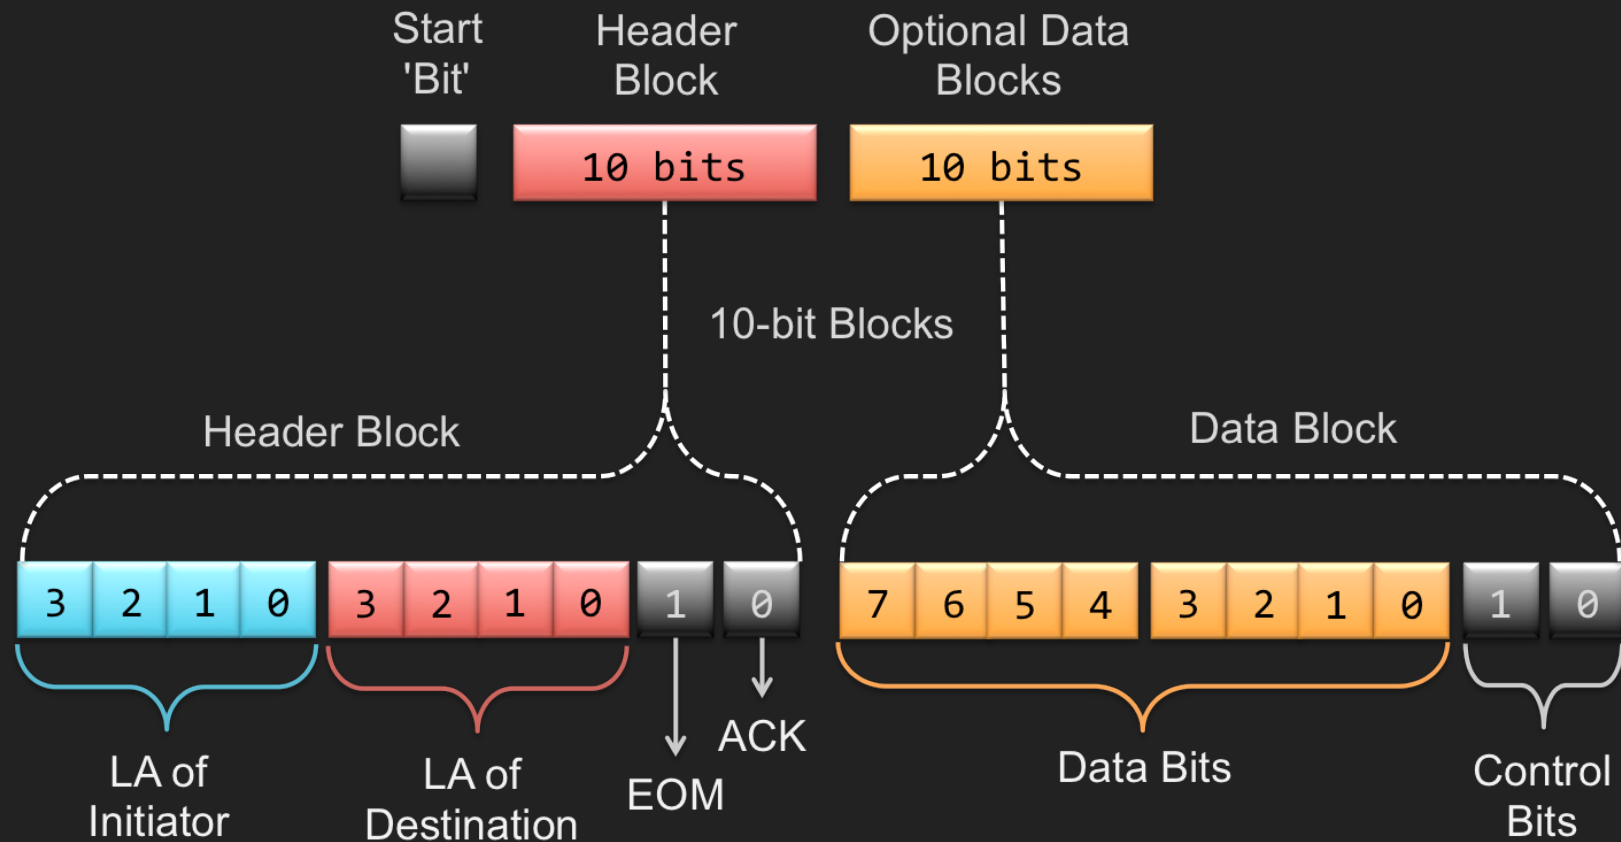 Start
'Bit'
Header
Block
Optional Data
Blocks
10 bits
10 bits
10-bit Blocks
Header Block
Data Block
3 2 1 0 3 2 1 0 1 0
7 6 5 4 3 2 1 0 1 0
LA of
Initiator
LA of
Destination
EOM
ACK
Data Bits
Control
Bits